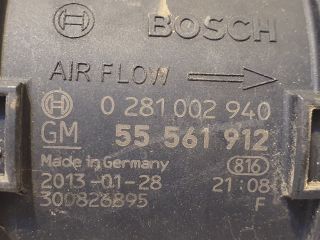 BOSCH
AIR FLOW
0 281 002 940
GM 55 561 912
Made in Germany 816
2013-01-28 21:08
300826895 F